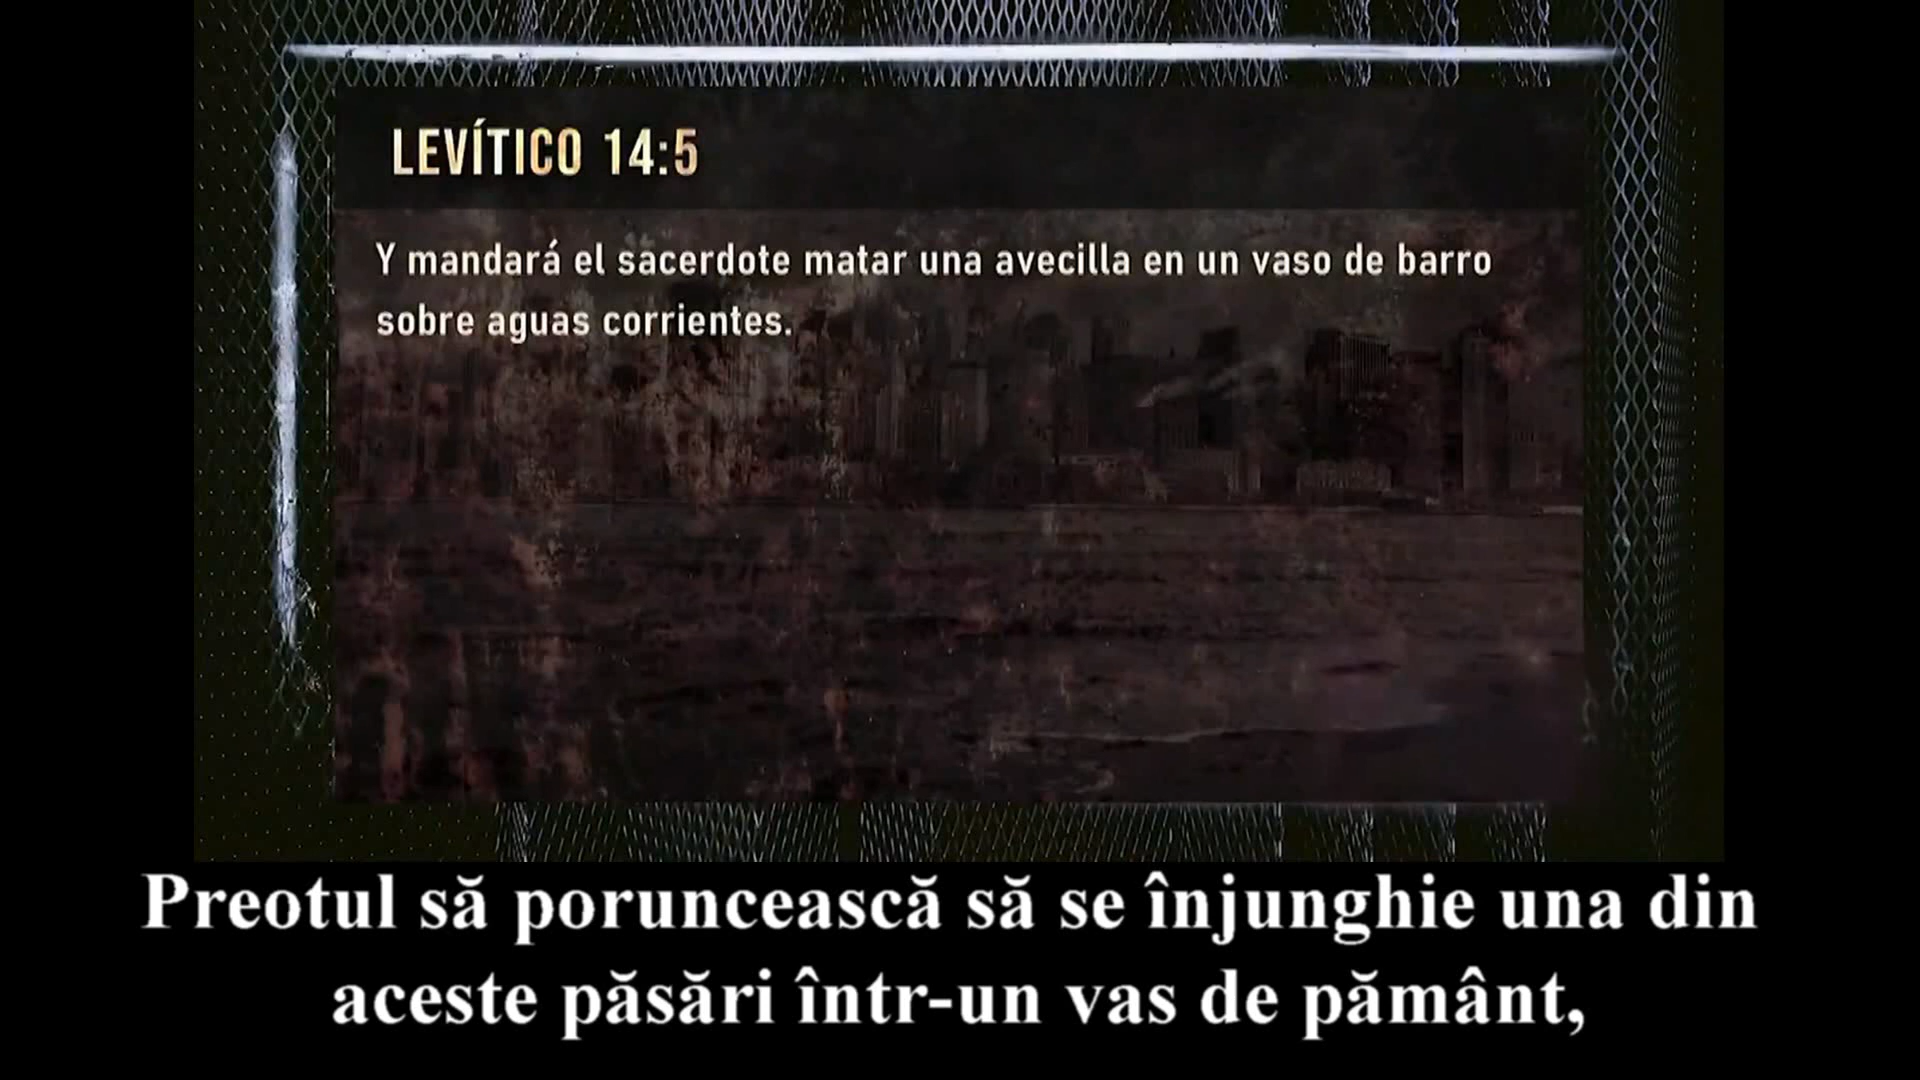 LEVÍTICO 14:5
Y mandará el sacerdote matar una avecilla en un vaso de barro
sobre aguas corrientes.
Preotul să poruncească să se înjunghie una din
aceste păsări într-un vas de pământ,